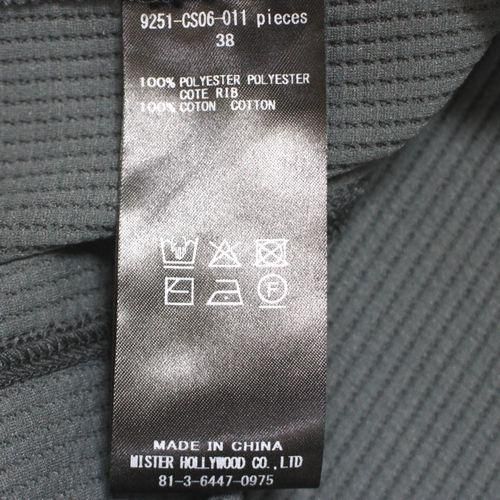 9251-CS06-011 pieces
38
100% POLYESTER POLYESTER
COTE RIB
100% COTON COTTON
F
MADE IN CHINA
MISTER HOLLYWOOD CO.,LTD
81-3-6447-0975